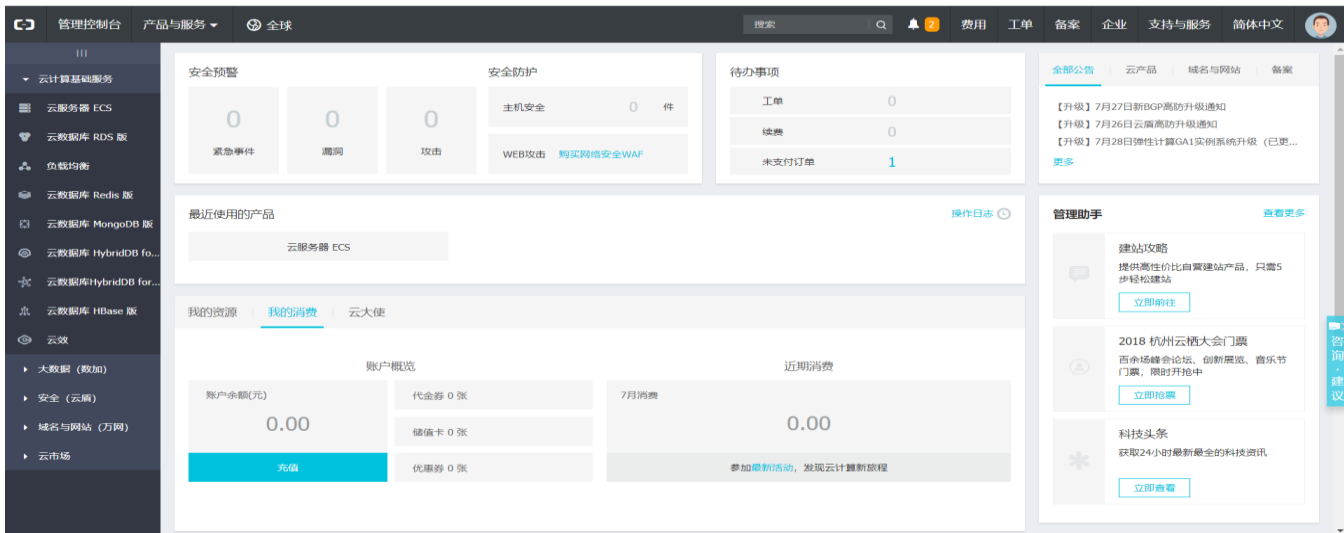 管理控制台 产品与服务 全球 搜索 2 费用 工单 备案 企业 支持与服务 简体中文
云计算基础服务
云服务器 ECS
云数据库 RDS 版
负载均衡
云数据库 Redis 版
云数据库 MongoDB 版
云数据库 HybridDB fo...
云数据库HybridDB for...
云数据库 HBase 版
云效
大数据（数加）
安全（云盾）
域名与网站（万网）
云市场
安全预警
0
紧急事件
0
漏洞
0
攻击
安全防护
主机安全 0 件
WEB攻击 购买网络安全WAF
待办事项
工单 0
续费 0
未支付订单 1
最近使用的产品 操作日志
云服务器 ECS
我的资源 我的消费 云大使
账户概览
账户余额(元)
0.00
充值
代金券 0 张
储值卡 0 张
优惠券 0 张
近期消费
7月消费
0.00
参加最新活动，发现云计算新旅程
全部公告 云产品 域名与网站 备案
【升级】7月27日新BGP高防升级通知
【升级】7月26日云盾高防升级通知
【升级】7月28日弹性计算GA1实例系统升级（已更...
更多
管理助手 查看更多
建站攻略
提供高性价比自营建站产品，只需5
步轻松建站
立即前往
2018 杭州云栖大会门票
百余场峰会论坛、创新展览、音乐节
门票，限时开抢中
立即抢票
科技头条
获取24小时最新最全的科技资讯
立即查看
咨询·建议